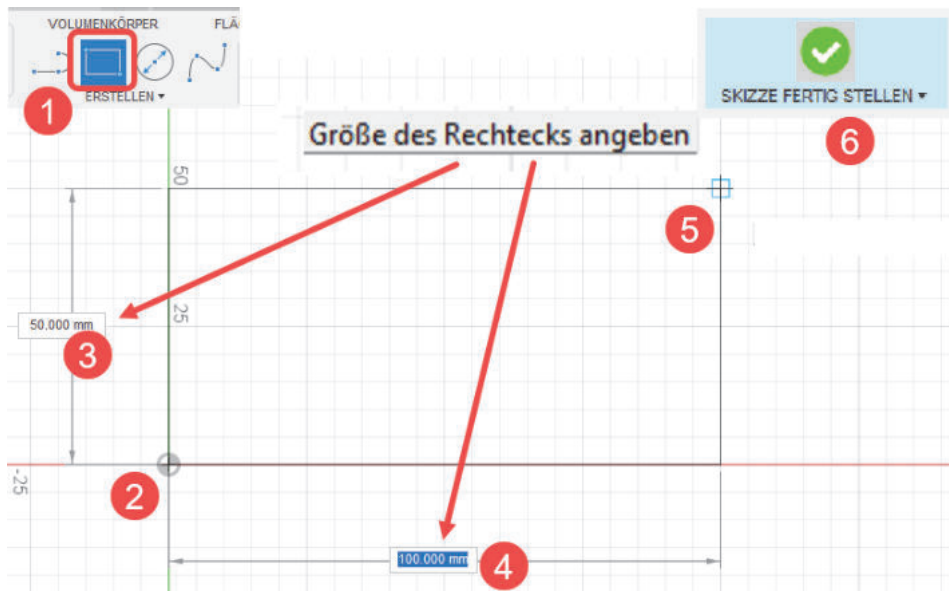 VOLUMENKÖRPER FLÄ
ERSTELLEN ▾
1
SKIZZE FERTIG STELLEN ▾
6
Größe des Rechtecks angeben
50
5
25
50.000 mm
3
2
-25
100.000 mm
4